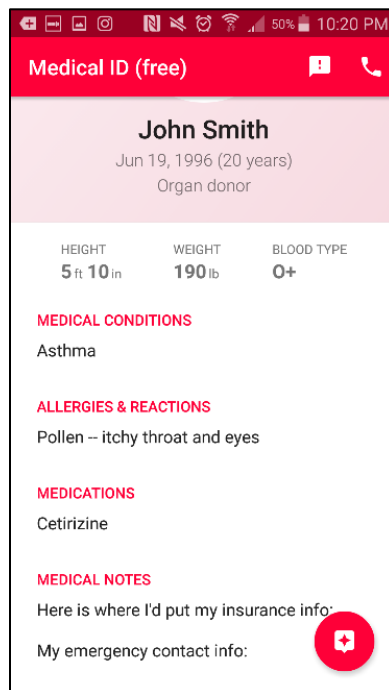 50% 10:20 PM
Medical ID (free)
John Smith
Jun 19, 1996 (20 years)
Organ donor
HEIGHT WEIGHT BLOOD TYPE
5 ft 10 in 190 lb O+
MEDICAL CONDITIONS
Asthma
ALLERGIES & REACTIONS
Pollen -- itchy throat and eyes
MEDICATIONS
Cetirizine
MEDICAL NOTES
Here is where I'd put my insurance info:
My emergency contact info: